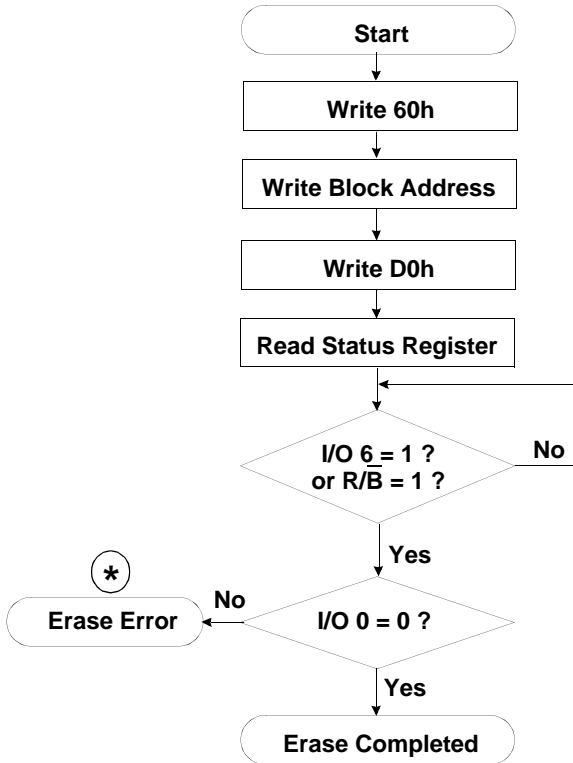 Start
Write 60h
Write Block Address
Write D0h
Read Status Register
I/O 6 = 1 ?
or R/B̅ = 1 ?
No
Yes
*
No
Erase Error
I/O 0 = 0 ?
Yes
Erase Completed